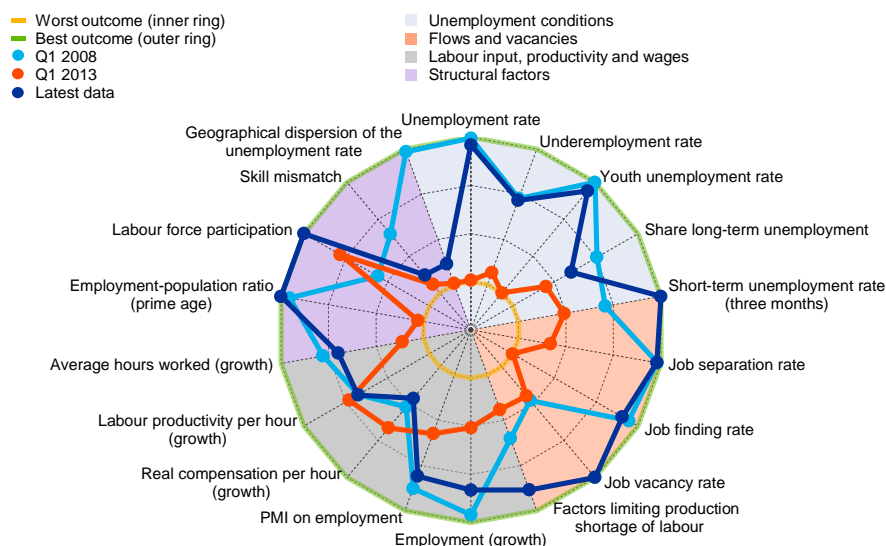 Worst outcome (inner ring)
Best outcome (outer ring)
Q1 2008
Q1 2013
Latest data
Unemployment conditions
Flows and vacancies
Labour input, productivity and wages
Structural factors
Unemployment rate
Underemployment rate
Youth unemployment rate
Share long-term unemployment
Short-term unemployment rate
(three months)
Job separation rate
Job finding rate
Job vacancy rate
Factors limiting production
shortage of labour
Employment (growth)
PMI on employment
Real compensation per hour
(growth)
Labour productivity per hour
(growth)
Average hours worked (growth)
Employment-population ratio
(prime age)
Labour force participation
Skill mismatch
Geographical dispersion of the
unemployment rate